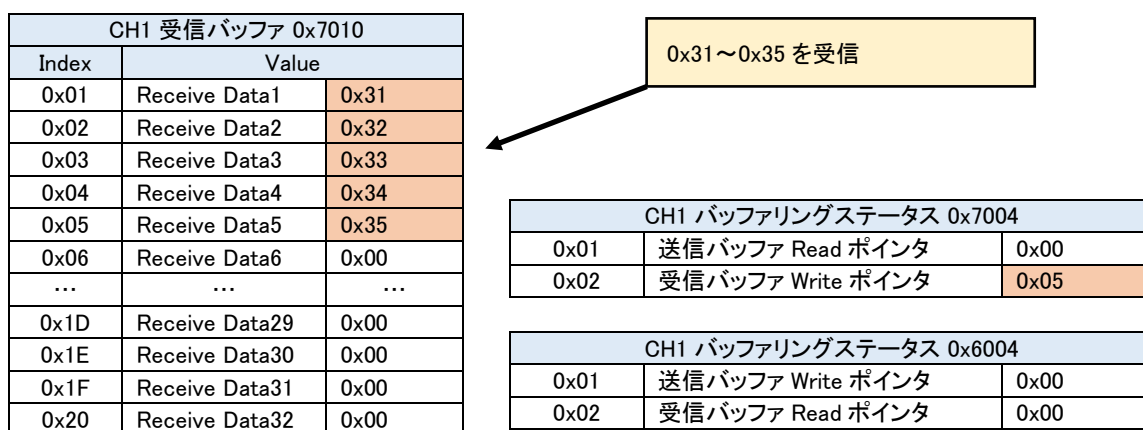 CH1 受信バッファ 0x7010
Index Value
0x01 Receive Data1 0x31
0x02 Receive Data2 0x32
0x03 Receive Data3 0x33
0x04 Receive Data4 0x34
0x05 Receive Data5 0x35
0x06 Receive Data6 0x00
… … …
0x1D Receive Data29 0x00
0x1E Receive Data30 0x00
0x1F Receive Data31 0x00
0x20 Receive Data32 0x00
0x31～0x35 を受信
CH1 バッファリングステータス 0x7004
0x01 送信バッファ Read ポインタ 0x00
0x02 受信バッファ Write ポインタ 0x05
CH1 バッファリングステータス 0x6004
0x01 送信バッファ Write ポインタ 0x00
0x02 受信バッファ Read ポインタ 0x00